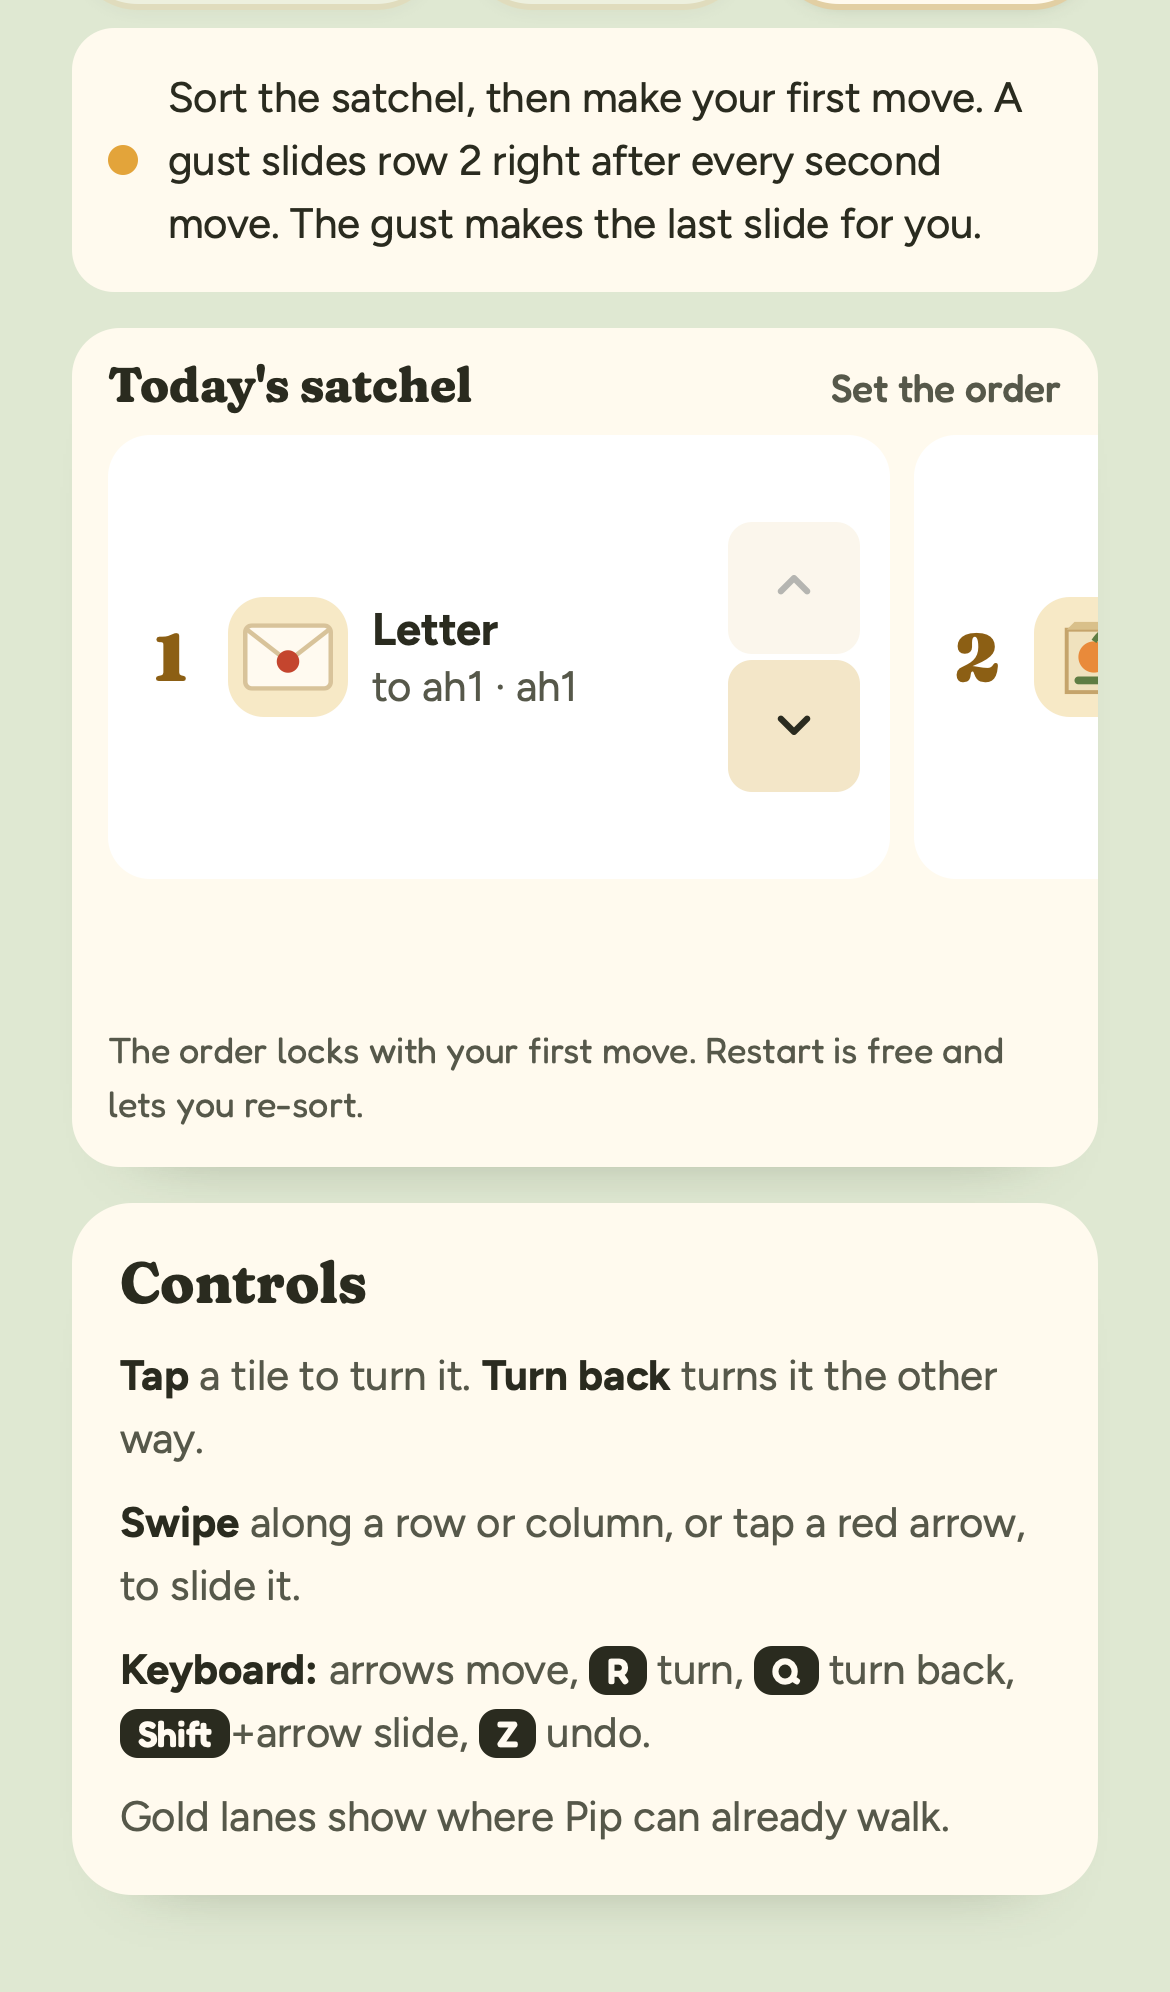 Sort the satchel, then make your first move. A
gust slides row 2 right after every second
move. The gust makes the last slide for you.
Today's satchel
Set the order
1
Letter
to ah1 · ah1
2
The order locks with your first move. Restart is free and
lets you re-sort.
Controls
Tap a tile to turn it. Turn back turns it the other
way.
Swipe along a row or column, or tap a red arrow,
to slide it.
Keyboard: arrows move, R turn, Q turn back,
Shift+arrow slide, Z undo.
Gold lanes show where Pip can already walk.